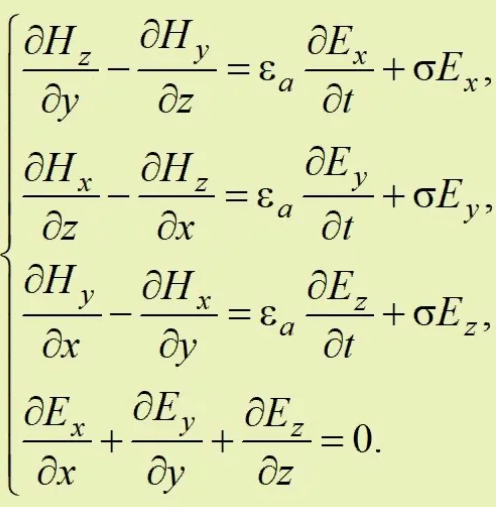 ∂H_z/∂y − ∂H_y/∂z = ε_a ∂E_x/∂t + σE_x,
∂H_x/∂z − ∂H_z/∂x = ε_a ∂E_y/∂t + σE_y,
∂H_y/∂x − ∂H_x/∂y = ε_a ∂E_z/∂t + σE_z,
∂E_x/∂x + ∂E_y/∂y + ∂E_z/∂z = 0.